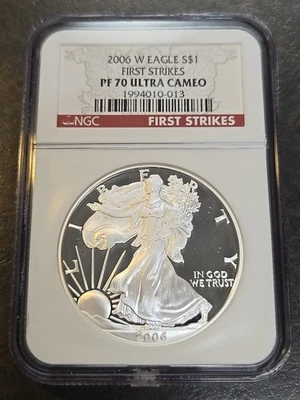 2006 W EAGLE S$1
FIRST STRIKES
PF 70 ULTRA CAMEO
1994010-013
NGC
FIRST STRIKES
LIBERTY
IN GOD
WE TRUST
2006